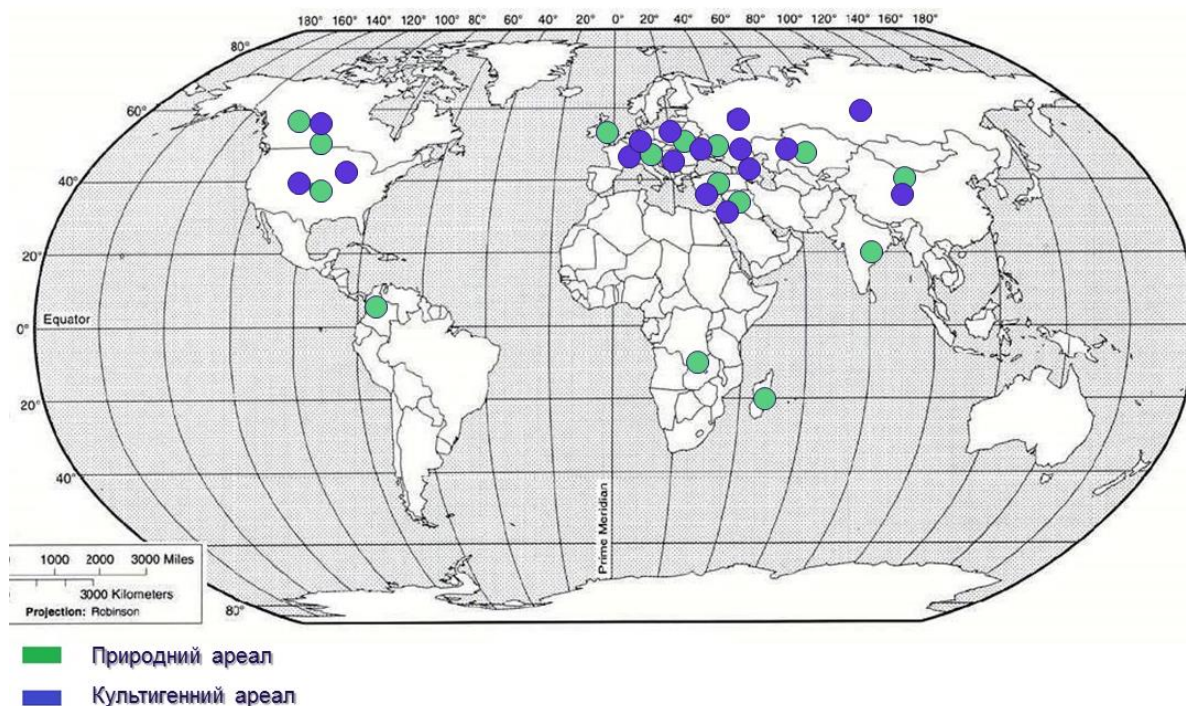 180° 160° 140° 120° 100° 80° 60° 40° 20° 0° 20° 40° 60° 80° 100° 120° 140° 160° 180°
80°
60°
40°
20°
Equator
0°
20°
40°
Prime Meridian
1000 2000 3000 Miles
3000 Kilometers
Projection: Robinson
80°
Природний ареал
Культигенний ареал